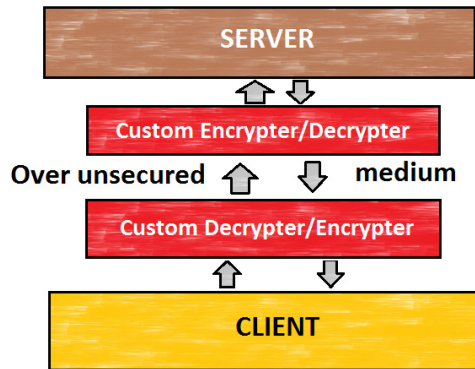 SERVER
Custom Encrypter/Decrypter
Over unsecured medium
Custom Decrypter/Encrypter
CLIENT